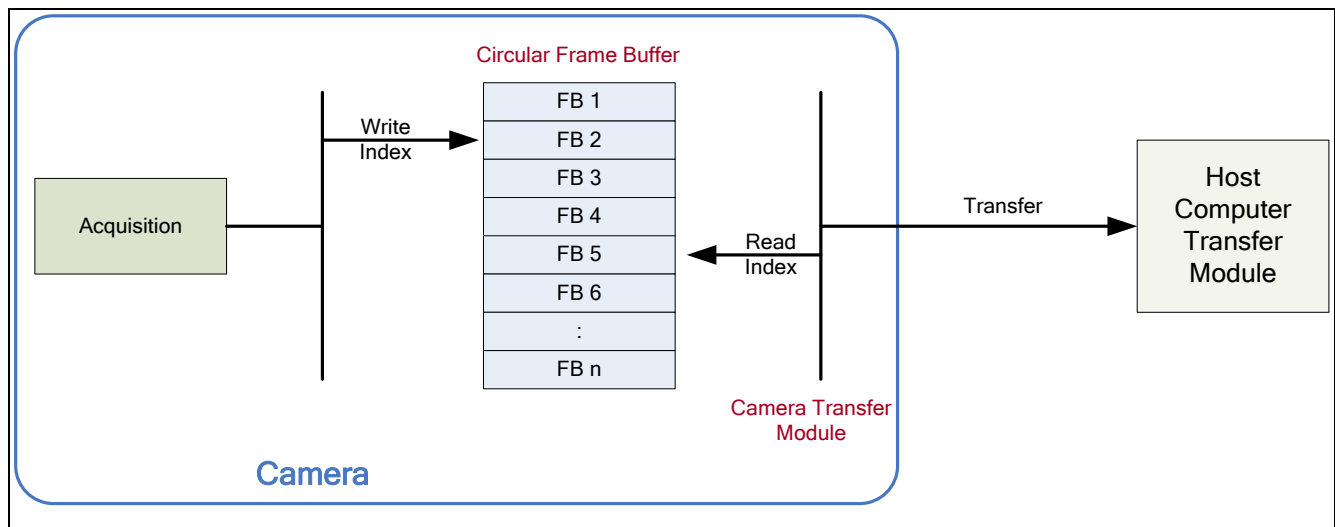 Circular Frame Buffer
FB 1
Write
Index
FB 2
FB 3
Acquisition
FB 4
FB 5
Read
Index
FB 6
:
FB n
Camera Transfer
Module
Transfer
Host
Computer
Transfer
Module
Camera